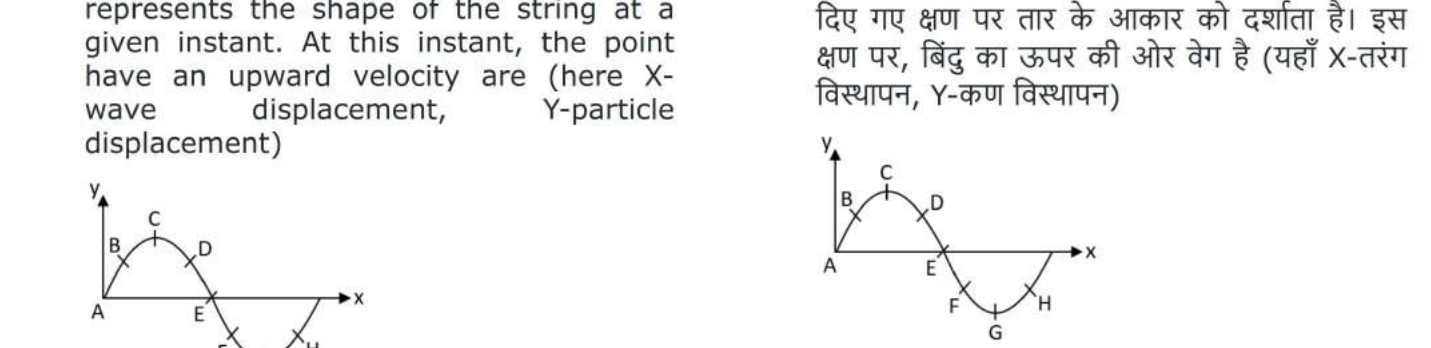 represents the shape of the string at a
given instant. At this instant, the point
have an upward velocity are (here X-
wave displacement, Y-particle
displacement)
y
C
B
D
A
E
x
दिए गए क्षण पर तार के आकार को दर्शाता है। इस
क्षण पर, बिंदु का ऊपर की ओर वेग है (यहाँ X-तरंग
विस्थापन, Y-कण विस्थापन)
y
C
B
D
A
E
x
F
H
G